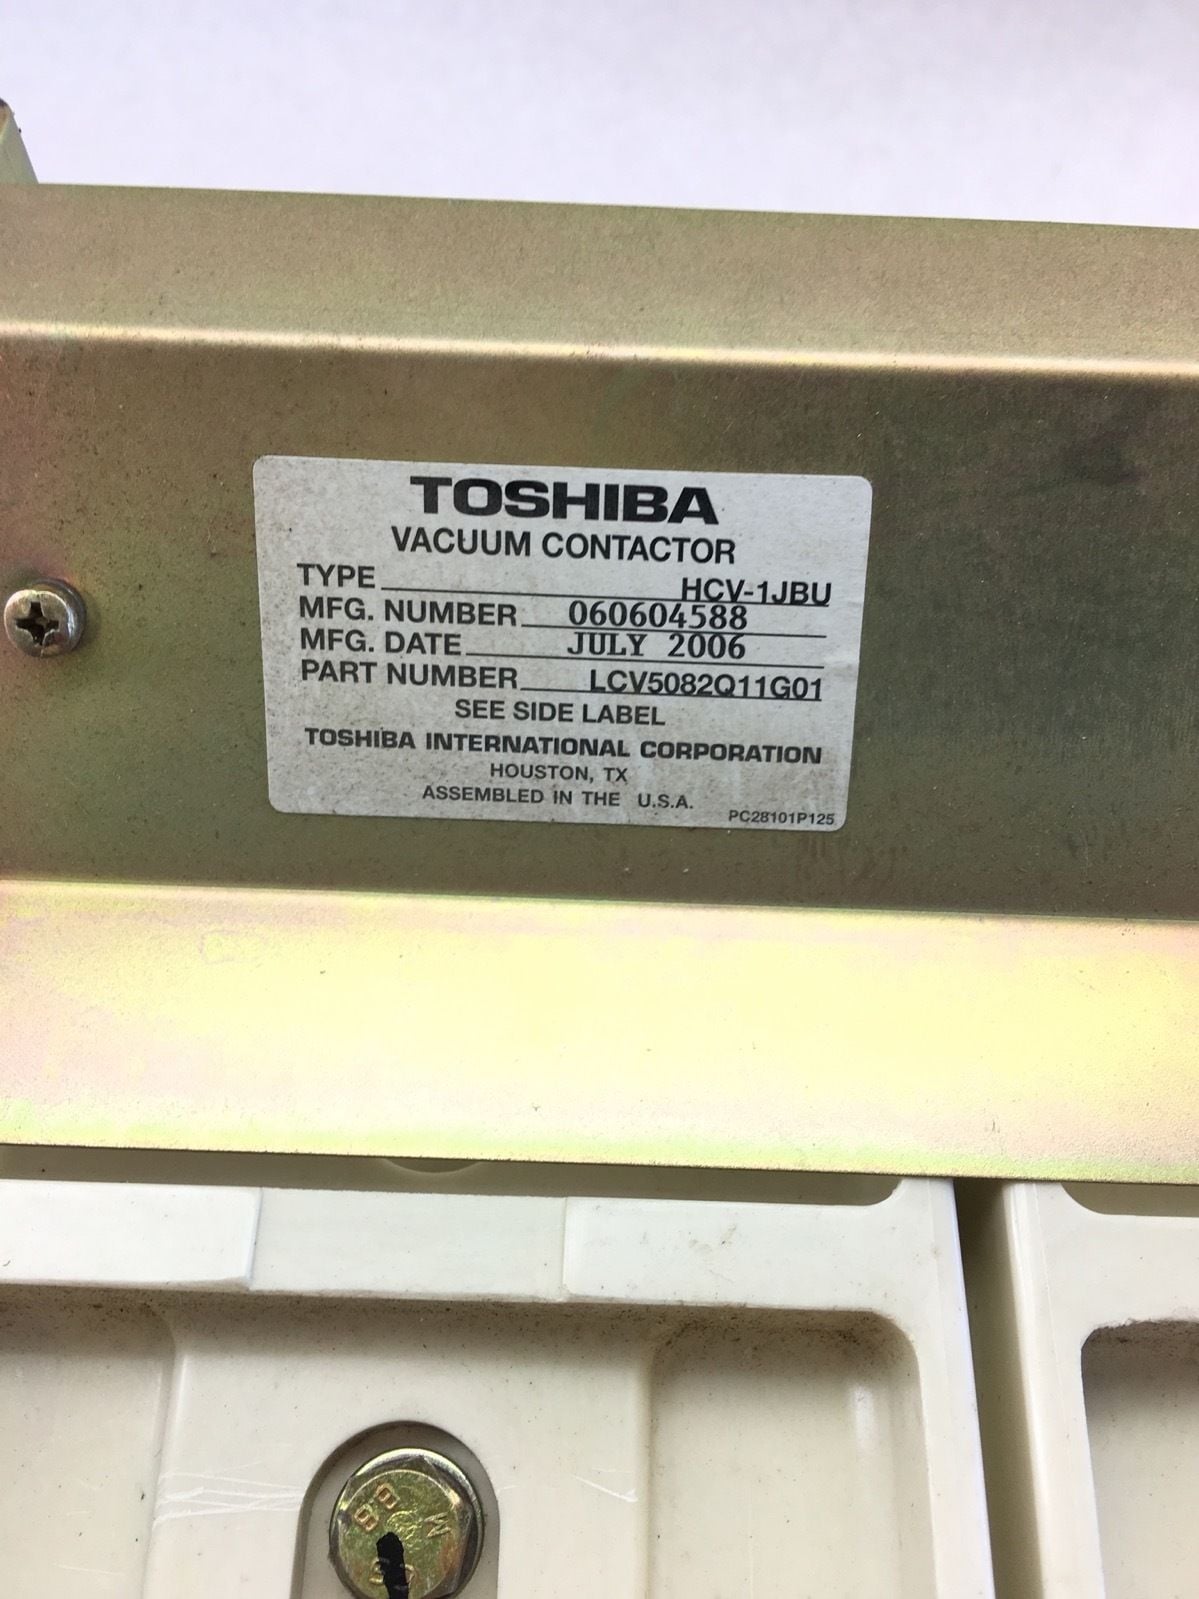 TOSHIBA
VACUUM CONTACTOR
TYPE HCV-1JBU
MFG. NUMBER 060604588
MFG. DATE JULY 2006
PART NUMBER LCV5082Q11G01
SEE SIDE LABEL
TOSHIBA INTERNATIONAL CORPORATION
HOUSTON, TX
ASSEMBLED IN THE U.S.A.
PC28101P125